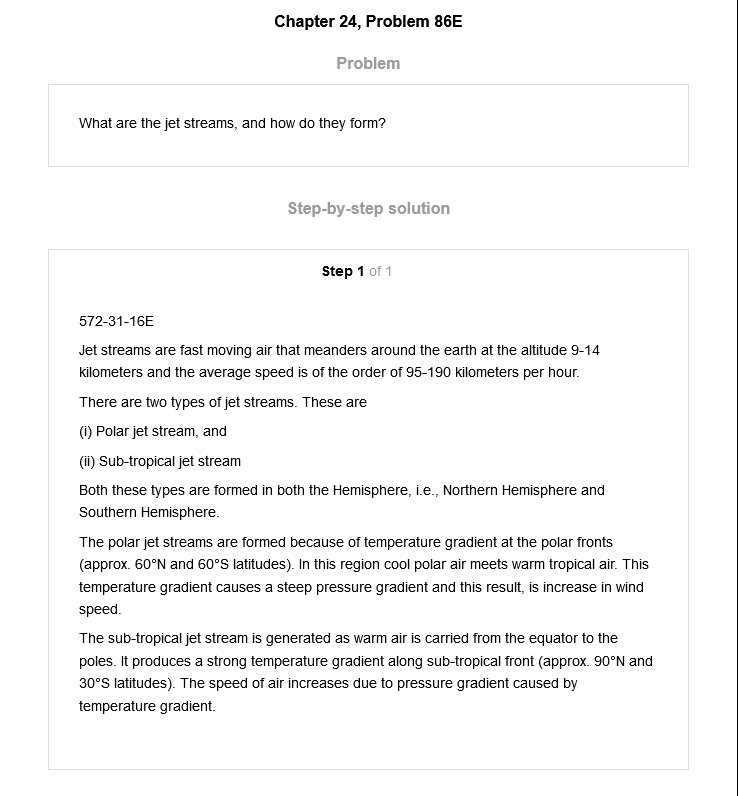 Chapter 24, Problem 86E
Problem
What are the jet streams, and how do they form?
Step-by-step solution
Step 1 of 1
572-31-16E
Jet streams are fast moving air that meanders around the earth at the altitude 9-14
kilometers and the average speed is of the order of 95-190 kilometers per hour.
There are two types of jet streams. These are
(i) Polar jet stream, and
(ii) Sub-tropical jet stream
Both these types are formed in both the Hemisphere, i.e., Northern Hemisphere and
Southern Hemisphere.
The polar jet streams are formed because of temperature gradient at the polar fronts
(approx. 60°N and 60°S latitudes). In this region cool polar air meets warm tropical air. This
temperature gradient causes a steep pressure gradient and this result, is increase in wind
speed.
The sub-tropical jet stream is generated as warm air is carried from the equator to the
poles. It produces a strong temperature gradient along sub-tropical front (approx. 90°N and
30°S latitudes). The speed of air increases due to pressure gradient caused by
temperature gradient.